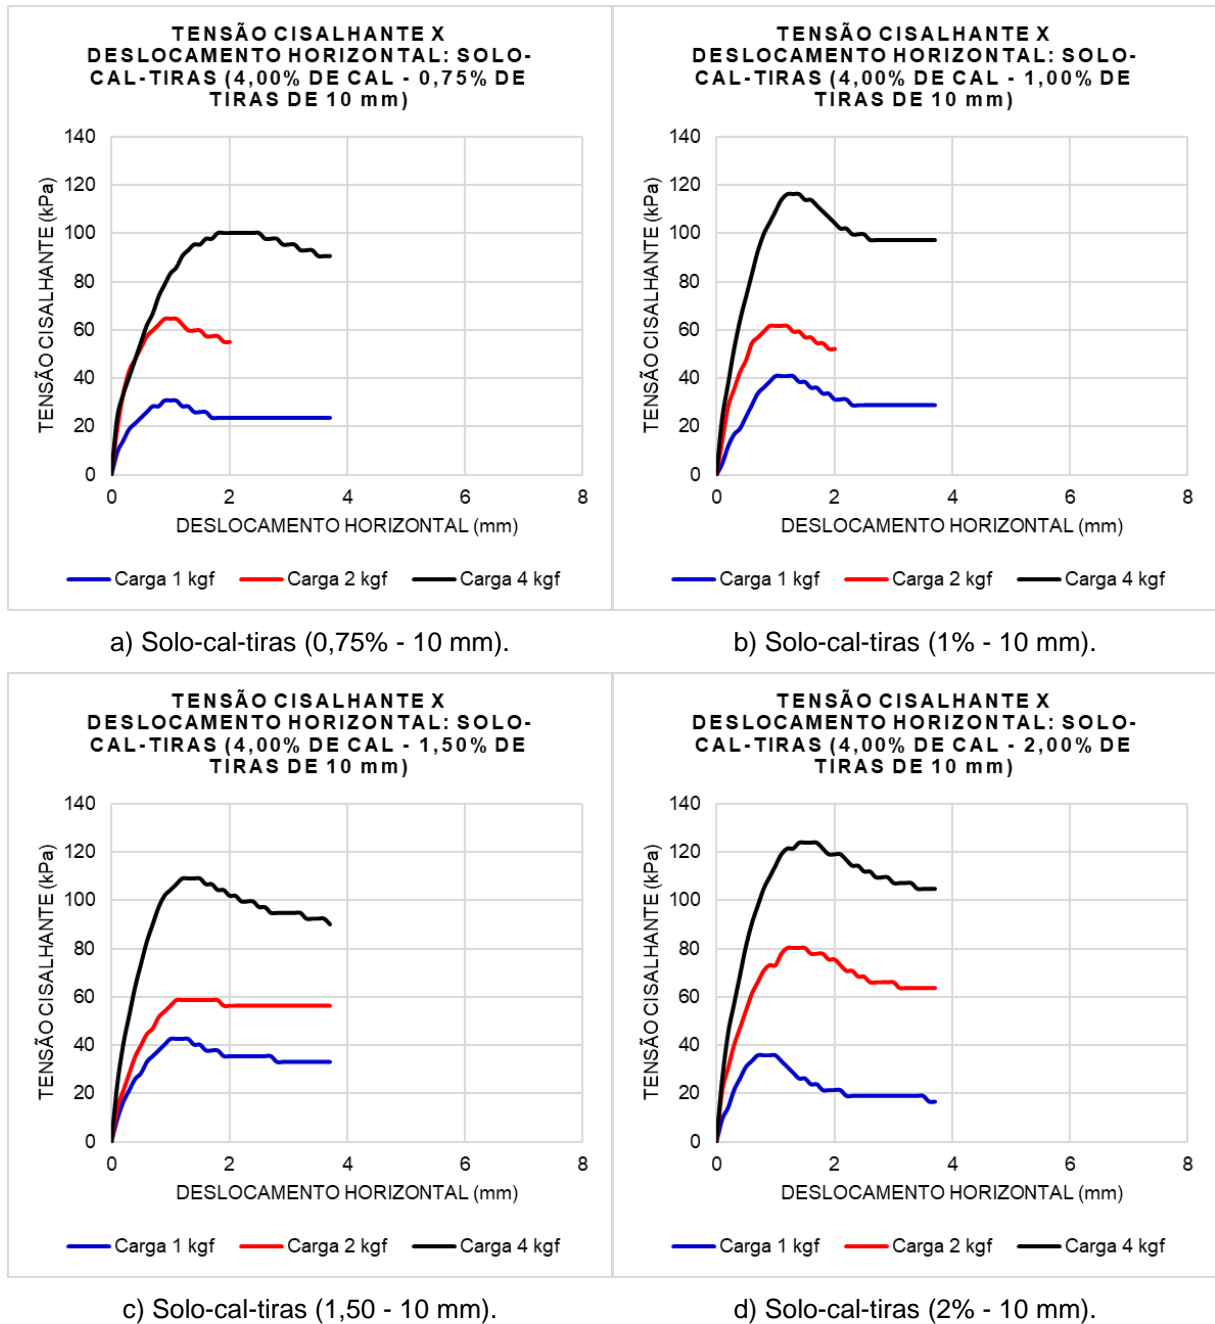 TENSÃO CISALHANTE X
DESLOCAMENTO HORIZONTAL: SOLO-
CAL-TIRAS (4,00% DE CAL - 0,75% DE
TIRAS DE 10 mm)
140
120
100
80
60
40
20
0
TENSÃO CISALHANTE (kPa)
0 2 4 6 8
DESLOCAMENTO HORIZONTAL (mm)
Carga 1 kgf Carga 2 kgf Carga 4 kgf
a) Solo-cal-tiras (0,75% - 10 mm).
TENSÃO CISALHANTE X
DESLOCAMENTO HORIZONTAL: SOLO-
CAL-TIRAS (4,00% DE CAL - 1,00% DE
TIRAS DE 10 mm)
140
120
100
80
60
40
20
0
TENSÃO CISALHANTE (kPa)
0 2 4 6 8
DESLOCAMENTO HORIZONTAL (mm)
Carga 1 kgf Carga 2 kgf Carga 4 kgf
b) Solo-cal-tiras (1% - 10 mm).
TENSÃO CISALHANTE X
DESLOCAMENTO HORIZONTAL: SOLO-
CAL-TIRAS (4,00% DE CAL - 1,50% DE
TIRAS DE 10 mm)
140
120
100
80
60
40
20
0
TENSÃO CISALHANTE (kPa)
0 2 4 6 8
DESLOCAMENTO HORIZONTAL (mm)
Carga 1 kgf Carga 2 kgf Carga 4 kgf
c) Solo-cal-tiras (1,50 - 10 mm).
TENSÃO CISALHANTE X
DESLOCAMENTO HORIZONTAL: SOLO-
CAL-TIRAS (4,00% DE CAL - 2,00% DE
TIRAS DE 10 mm)
140
120
100
80
60
40
20
0
TENSÃO CISALHANTE (kPa)
0 2 4 6 8
DESLOCAMENTO HORIZONTAL (mm)
Carga 1 kgf Carga 2 kgf Carga 4 kgf
d) Solo-cal-tiras (2% - 10 mm).